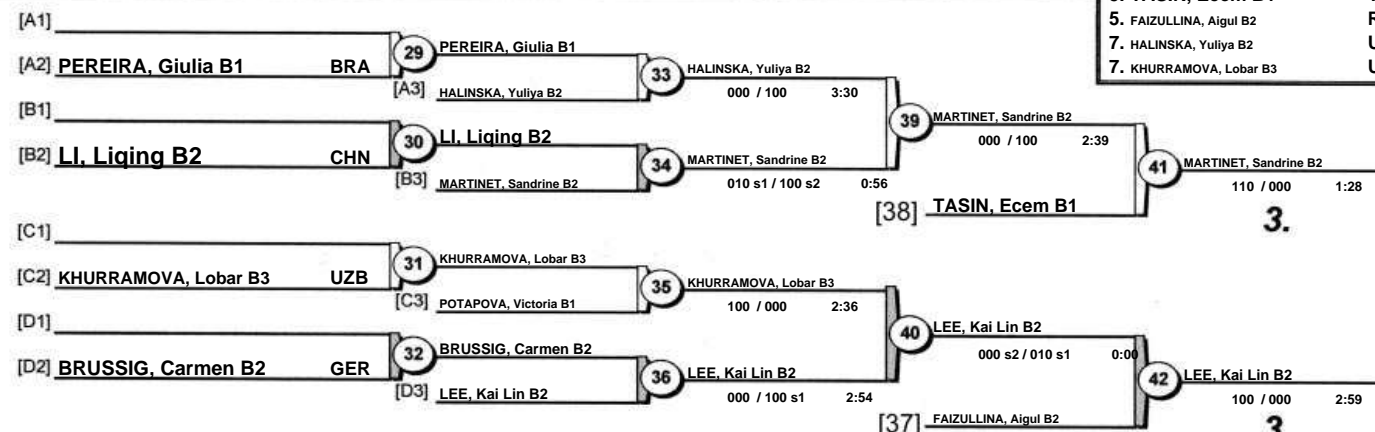 5. FAIZULLINA, Aigul B2
7. HALINSKA, Yuliya B2 U
7. KHURRAMOVA, Lobar B3
[A1]
[A2] PEREIRA, Giulia B1 BRA
29
[A3]
PEREIRA, Giulia B1
HALINSKA, Yuliya B2
33
HALINSKA, Yuliya B2
000 / 100 3:30
[B1]
[B2] LI, Liqing B2 CHN
30
[B3]
LI, Liqing B2
MARTINET, Sandrine B2
34
MARTINET, Sandrine B2
010 s1 / 100 s2 0:56
39
MARTINET, Sandrine B2
000 / 100 2:39
[38] TASIN, Ecem B1
41
MARTINET, Sandrine B2
110 / 000 1:28
3.
[C1]
[C2] KHURRAMOVA, Lobar B3 UZB
31
[C3]
KHURRAMOVA, Lobar B3
POTAPOVA, Victoria B1
35
KHURRAMOVA, Lobar B3
100 / 000 2:36
[D1]
[D2] BRUSSIG, Carmen B2 GER
32
[D3]
BRUSSIG, Carmen B2
LEE, Kai Lin B2
36
LEE, Kai Lin B2
000 / 100 s1 2:54
40
LEE, Kai Lin B2
000 s2 / 010 s1 0:00
[37] FAIZULLINA, Aigul B2
42
LEE, Kai Lin B2
100 / 000 2:59
3